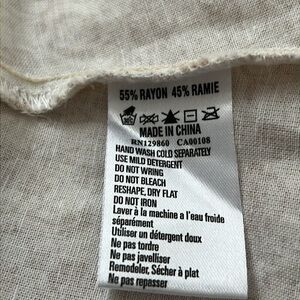 55% RAYON 45% RAMIE
MADE IN CHINA
RN129860 CA00108
HAND WASH COLD SEPARATELY
USE MILD DETERGENT
DO NOT WRING
DO NOT BLEACH
RESHAPE, DRY FLAT
DO NOT IRON
Laver à la machine a l'eau froide
séparément
Utiliser un détergent doux
Ne pas tordre
Ne pas javelliser
Remodeler, Sécher à plat
Ne pas repasser